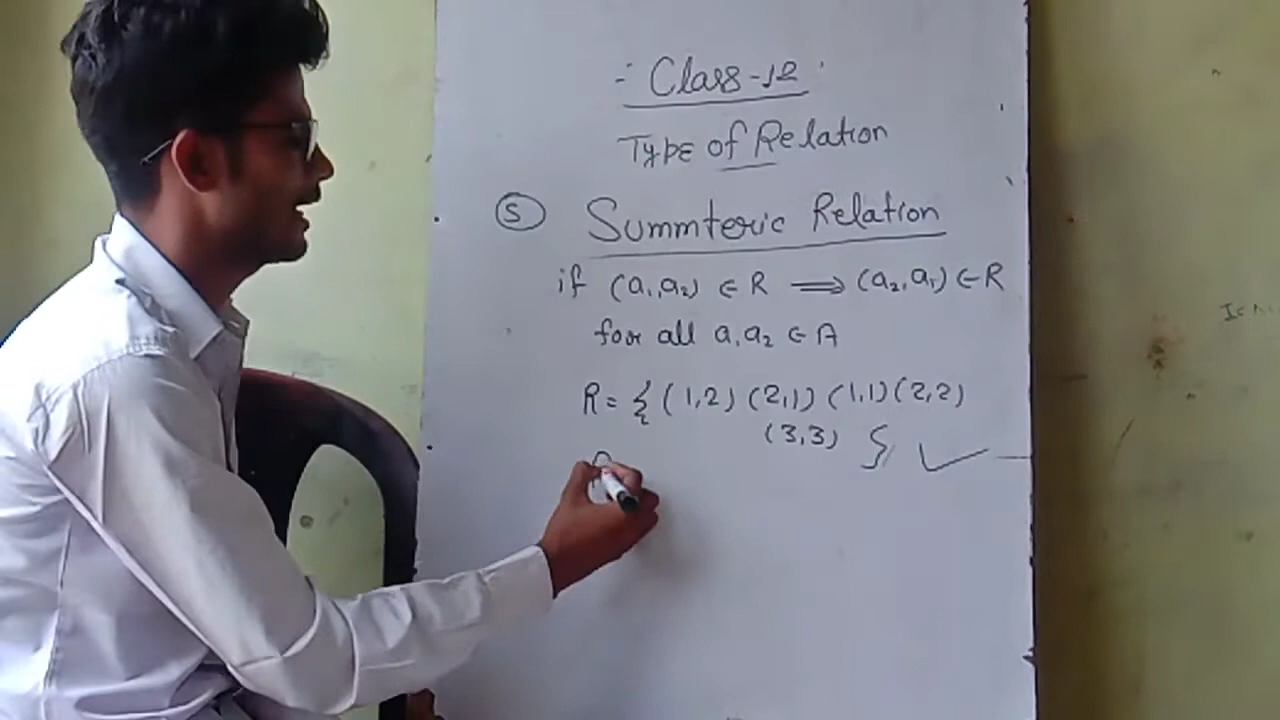 Class-12
Type of Relation
(5) Summteric Relation
if (a₁,a₂) ∈ R ⟹ (a₂,a₁) ∈ R
for all a₁a₂ ∈ A
R = { (1,2) (2,1) (1,1) (2,2)
(3,3) } ✓